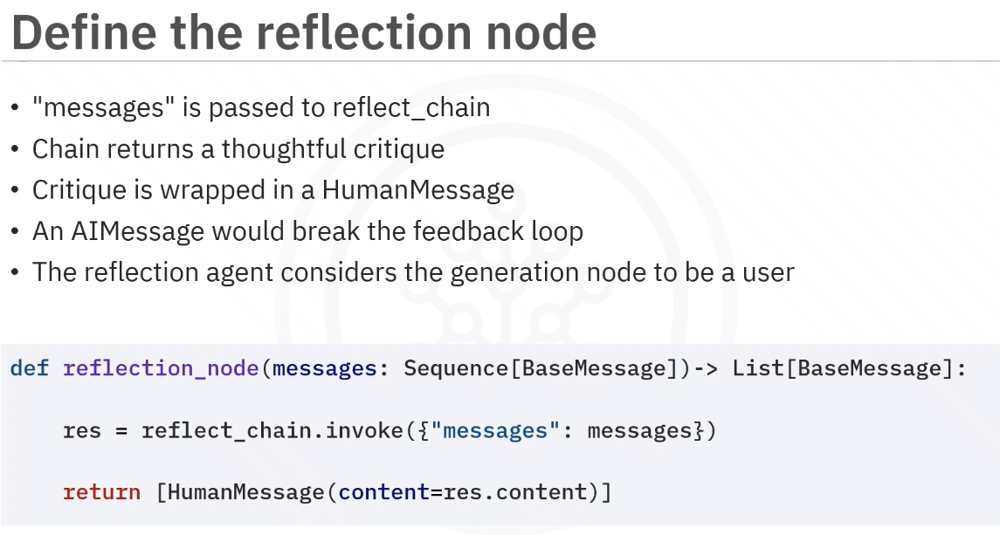 Define the reflection node
• "messages" is passed to reflect_chain
• Chain returns a thoughtful critique
• Critique is wrapped in a HumanMessage
• An AIMessage would break the feedback loop
• The reflection agent considers the generation node to be a user
def reflection_node(messages: Sequence[BaseMessage])-> List[BaseMessage]:
    res = reflect_chain.invoke({"messages": messages})
    return [HumanMessage(content=res.content)]